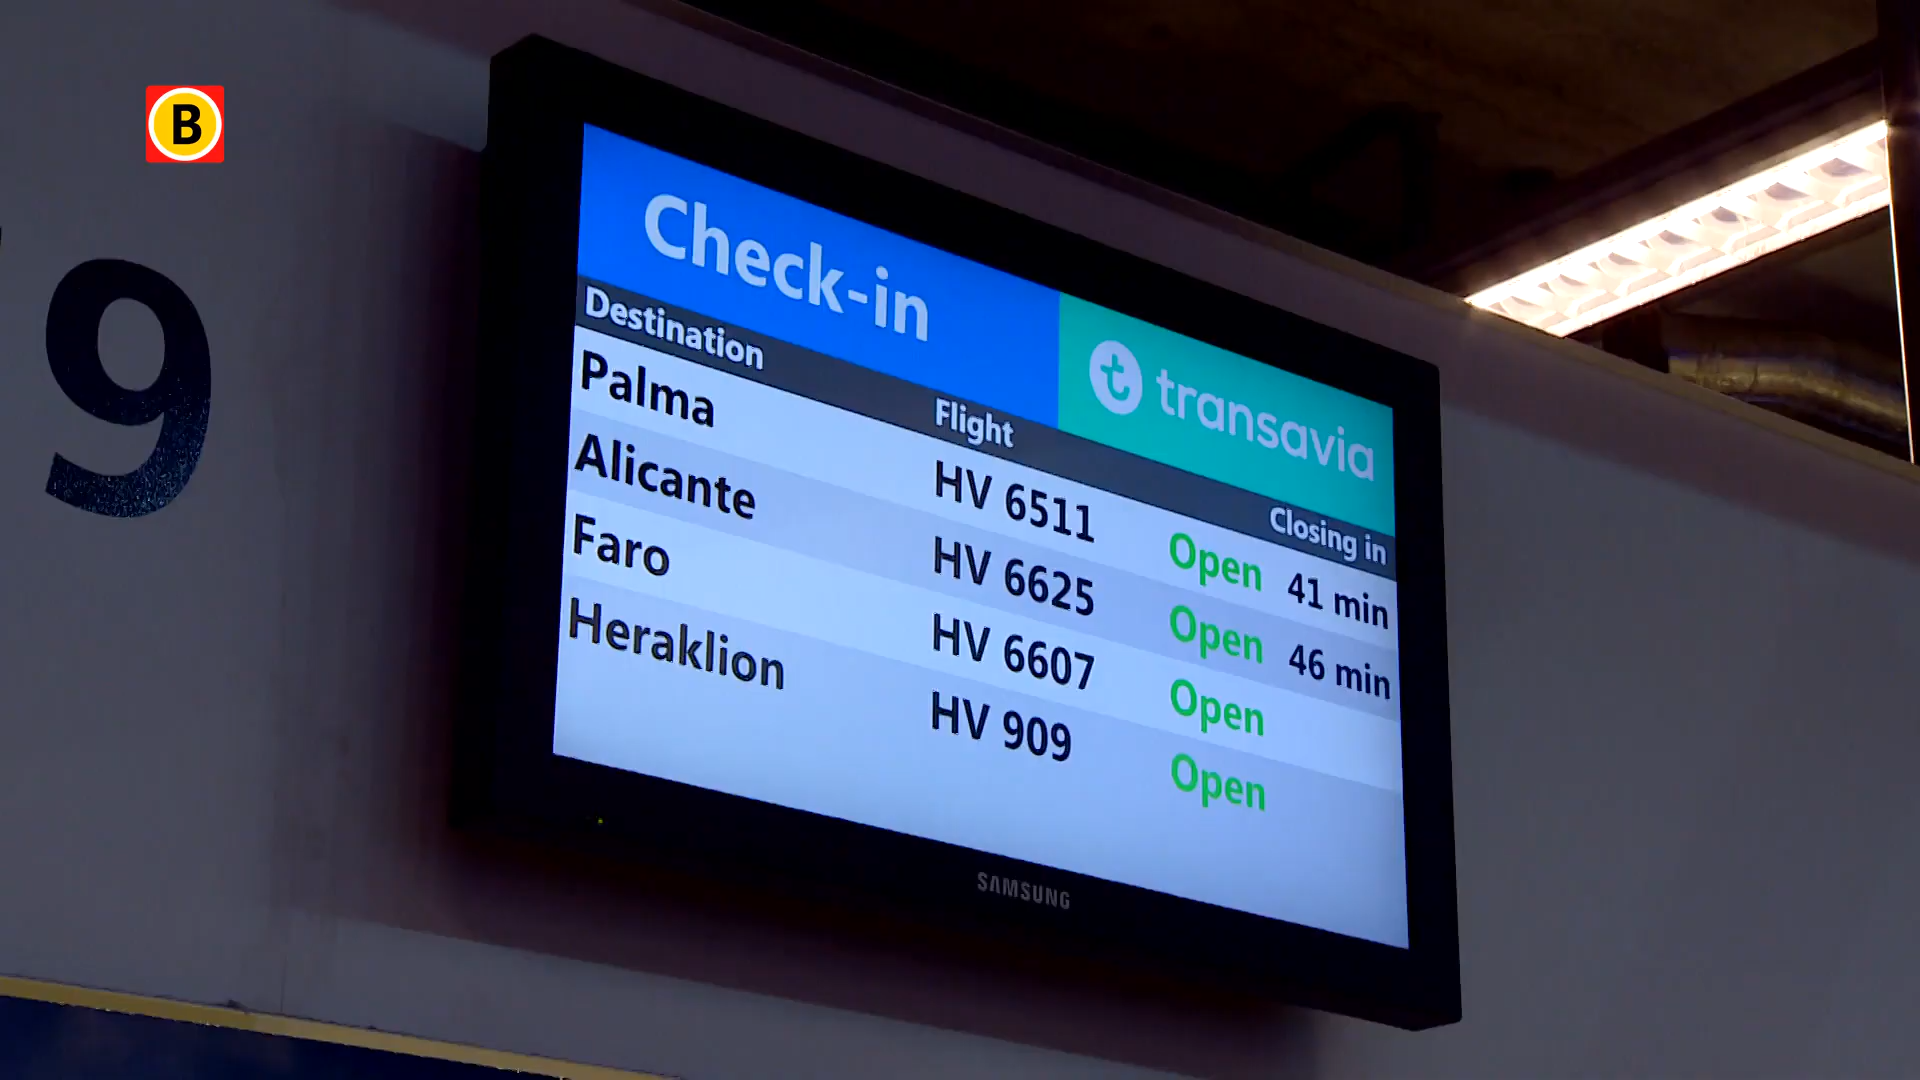 B
9
Check-in
transavia
Destination Flight Closing in
Palma HV 6511 Open 41 min
Alicante HV 6625 Open 46 min
Faro HV 6607 Open
Heraklion HV 909 Open
SAMSUNG